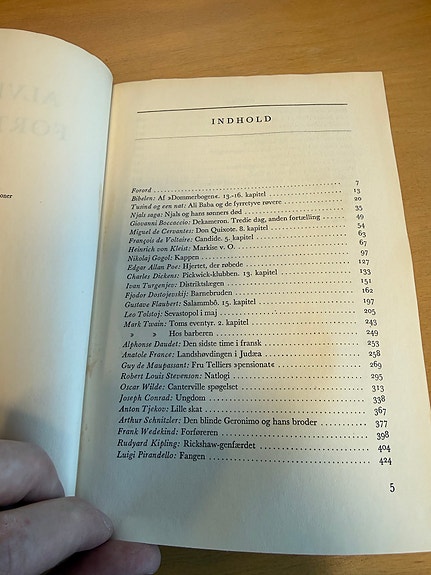 ALV
FORT
ioner
INDHOLD
Forord 7
Bibelen: Af »Dommerbogen«. 13.-16. kapitel 13
Tusind og een nat: Ali Baba og de fyrretyve røvere 20
Njals saga: Njals og hans sønners død 35
Giovanni Boccaccio: Dekameron. Tredie dag, anden fortælling 49
Miguel de Cervantes: Don Quixote. 8. kapitel 54
François de Voltaire: Candide. 5. kapitel 63
Heinrich von Kleist: Markise v. O. 67
Nikolaj Gogol: Kappen 97
Edgar Allan Poe: Hjertet, der røbede 127
Charles Dickens: Pickwick-klubben. 13. kapitel 133
Ivan Turgenjev: Distriktslægen 151
Fjodor Dostojevskij: Barnebruden 162
Gustave Flaubert: Salammbô. 15. kapitel 197
Leo Tolstoj: Sevastopol i maj 205
Mark Twain: Toms eventyr. 2. kapitel 243
» » Hos barberen 249
Alphonse Daudet: Den sidste time i fransk 253
Anatole France: Landshøvdingen i Judæa 258
Guy de Maupassant: Fru Telliers »pensionat« 269
Robert Louis Stevenson: Natlogi 295
Oscar Wilde: Canterville spøgelset 313
Joseph Conrad: Ungdom 338
Anton Tjekov: Lille skat 367
Arthur Schnitzler: Den blinde Geronimo og hans broder 377
Frank Wedekind: Forføreren 398
Rudyard Kipling: Rickshaw-genfærdet 404
Luigi Pirandello: Fangen 424
5